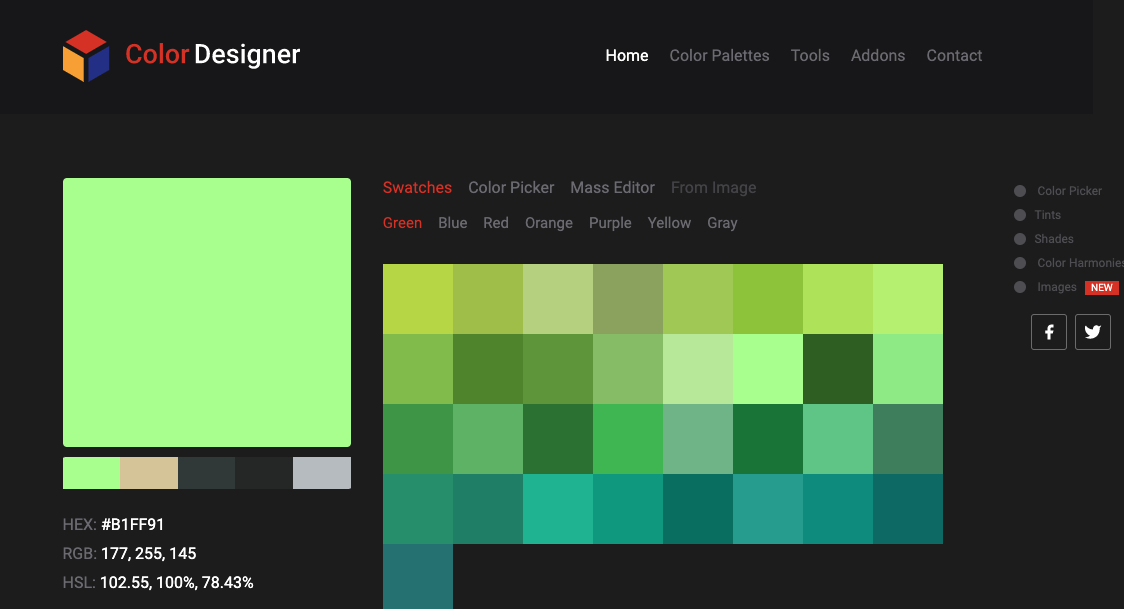 Color Designer
Home Color Palettes Tools Addons Contact
Swatches Color Picker Mass Editor From Image
Green Blue Red Orange Purple Yellow Gray
HEX: #B1FF91
RGB: 177, 255, 145
HSL: 102.55, 100%, 78.43%
Color Picker
Tints
Shades
Color Harmonies
Images NEW